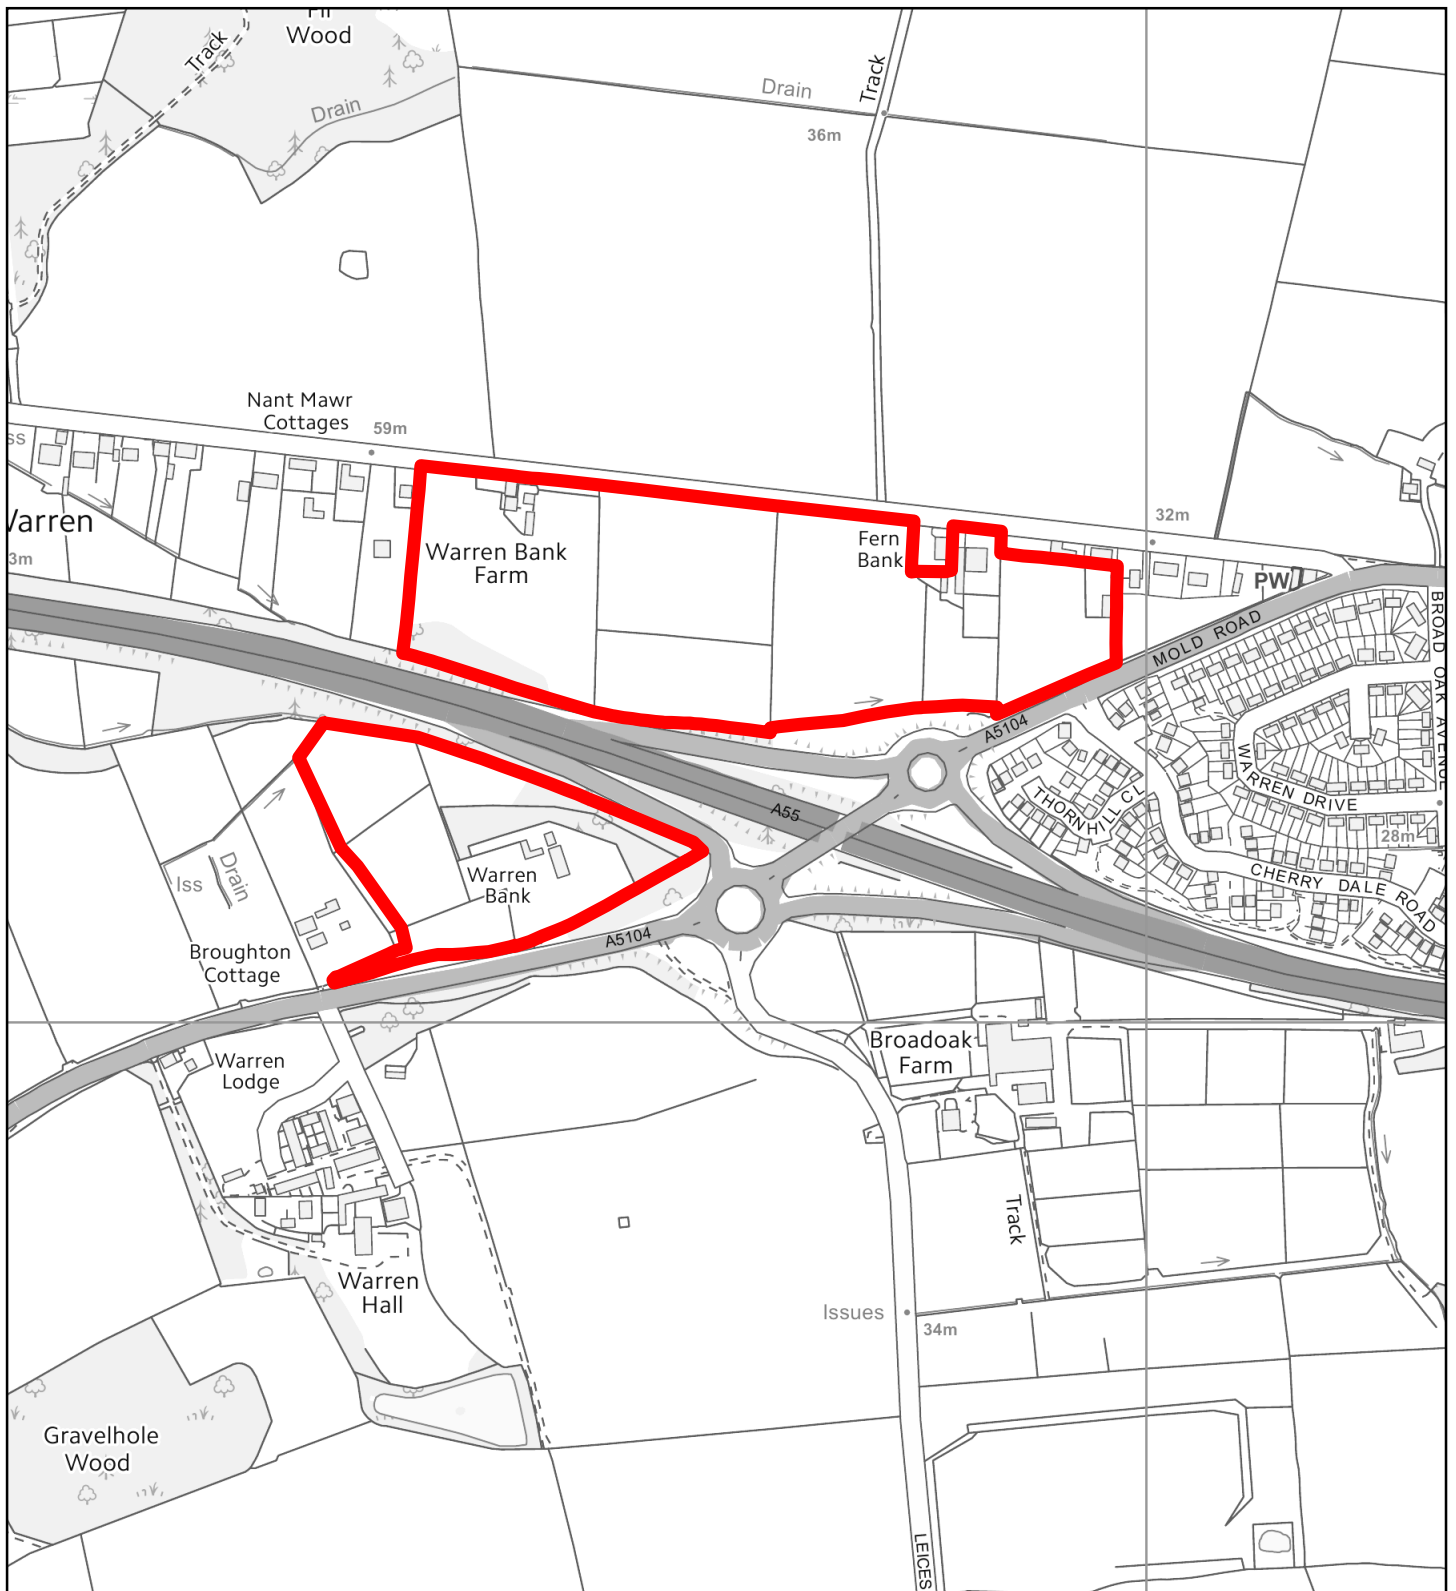 Wood
Track
Drain
Drain
Track
36m
Nant Mawr
Cottages
59m
32m
Fern
Bank
Warren Bank
Farm
3m
PW
MOLD ROAD
BROAD OAK AVENUE
A5104
WARREN DRIVE
THORNHILL CL
A55
28m
CHERRY DALE ROAD
Iss
Drain
Warren
Bank
A5104
Broughton
Cottage
Broadoak
Farm
Warren
Lodge
Track
Warren
Hall
Issues
34m
Gravelhole
Wood
LEICES